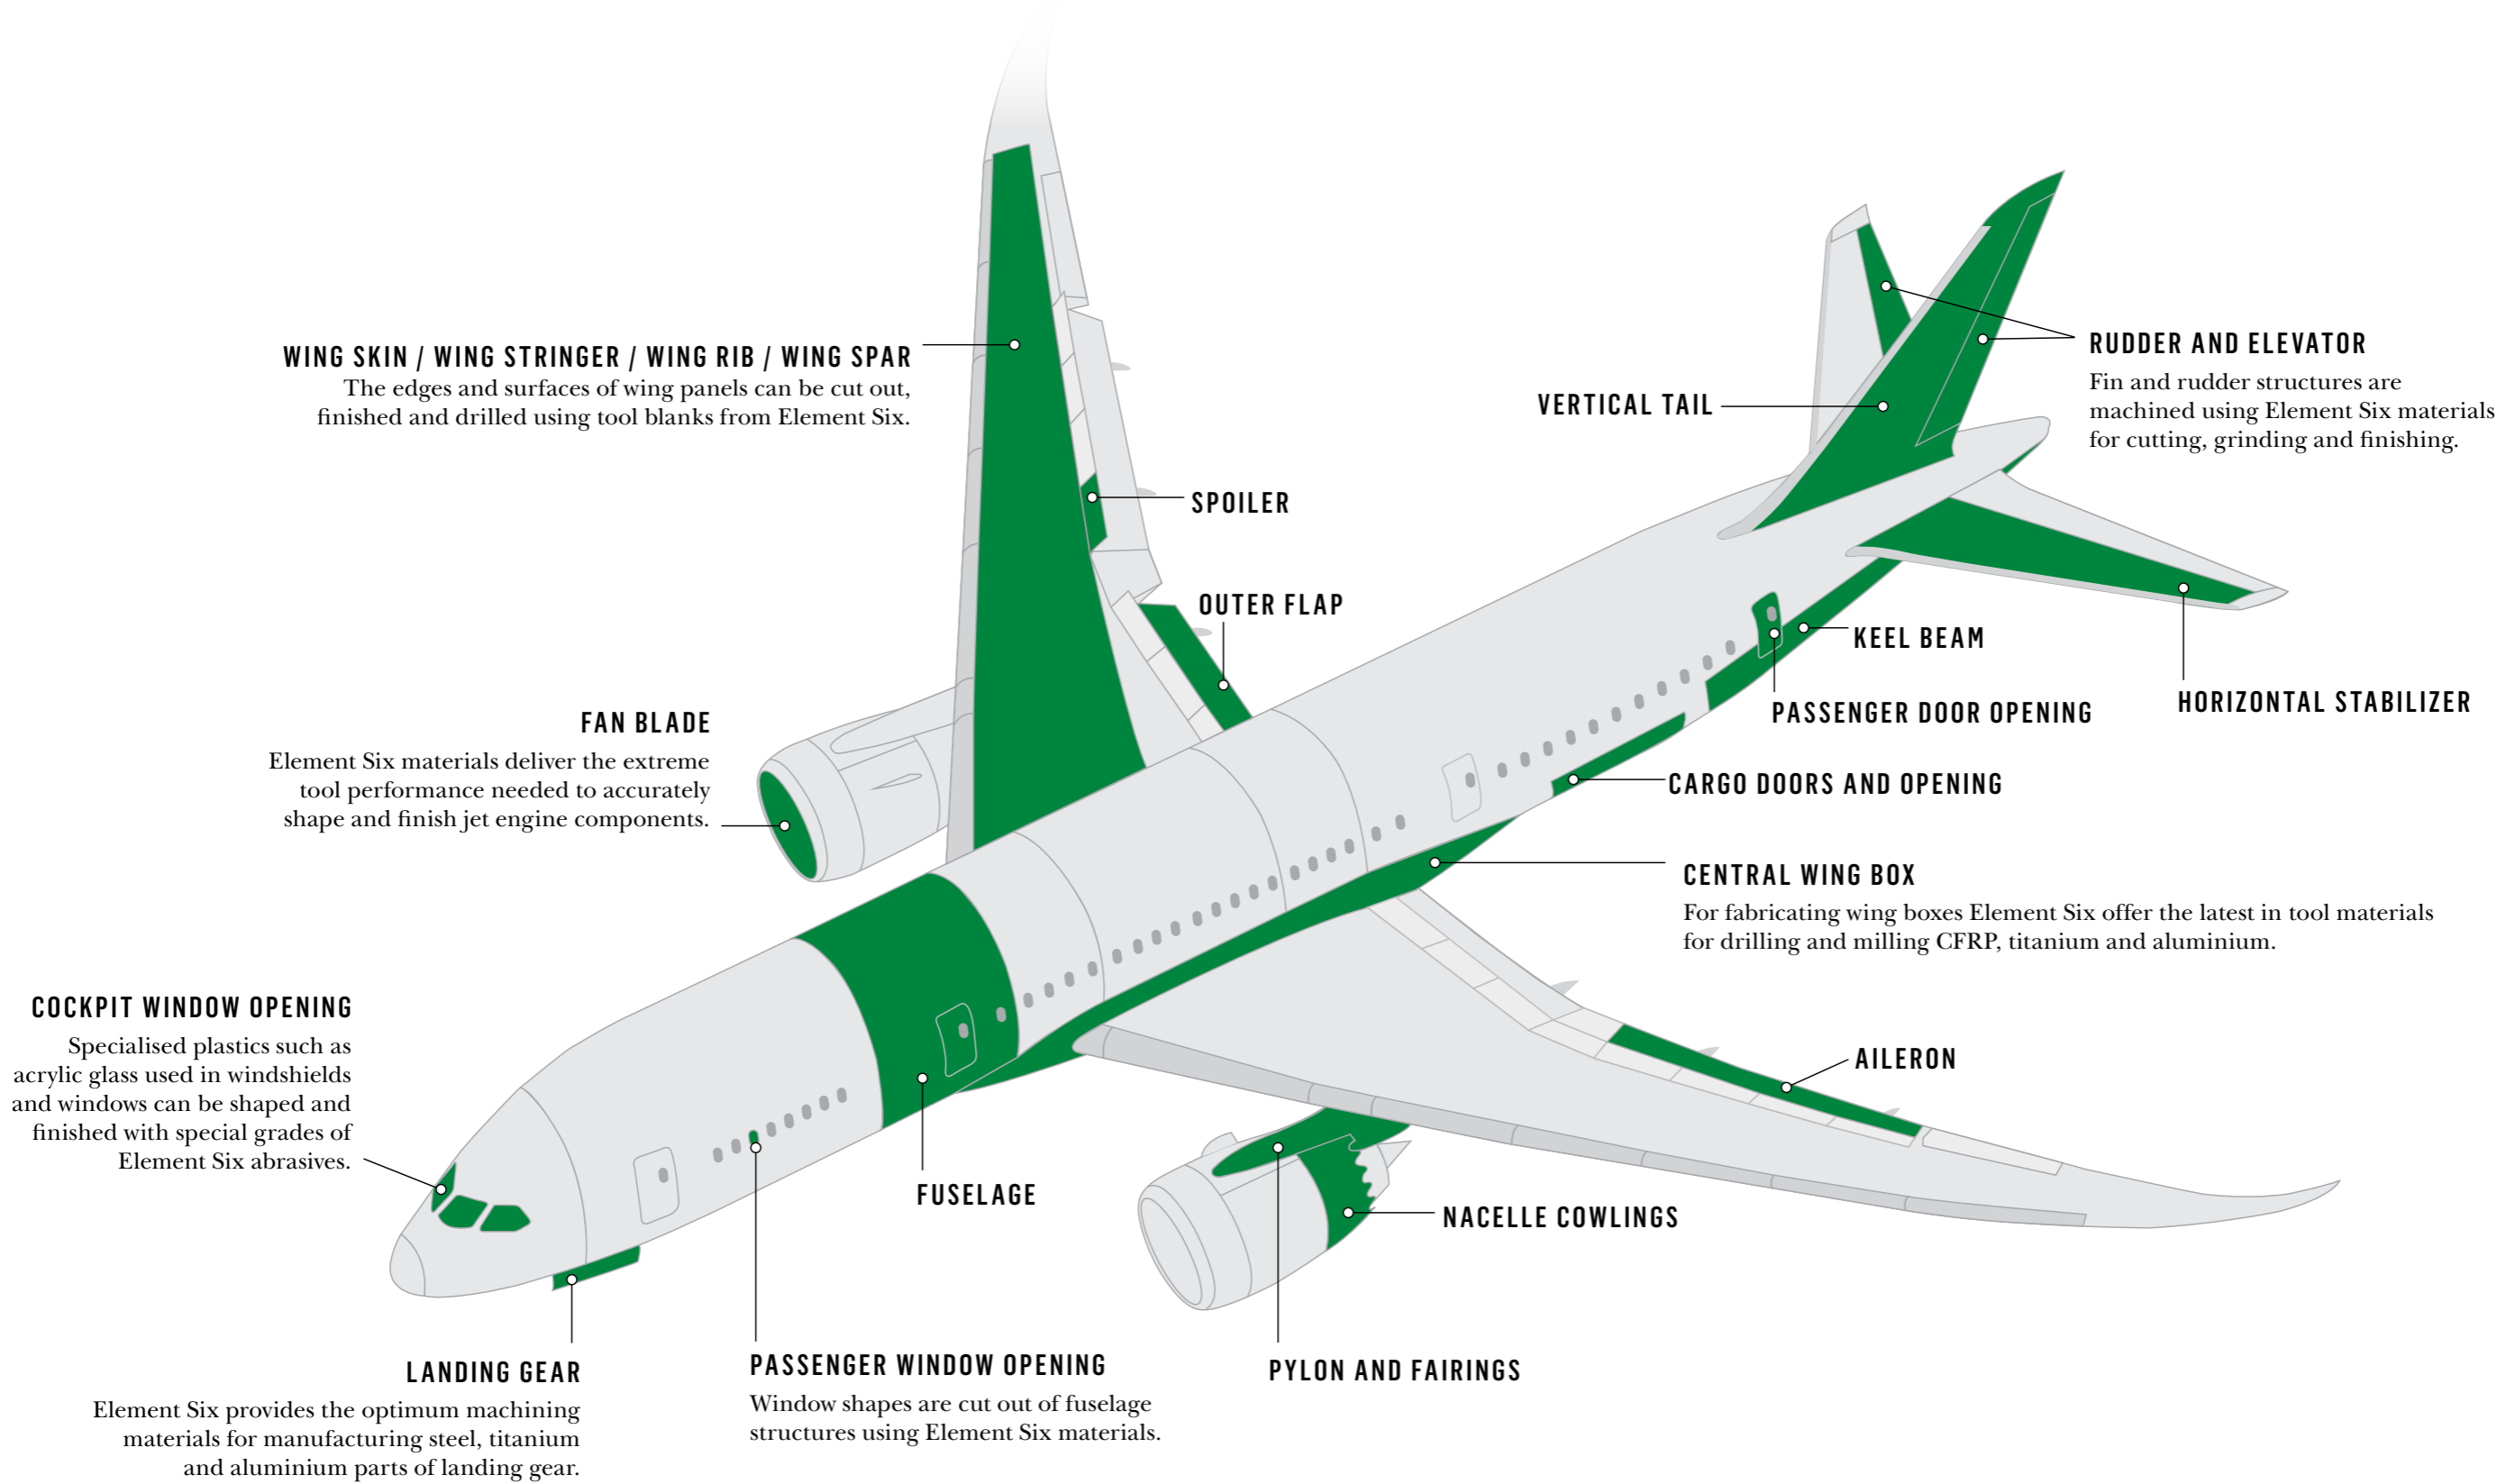 WING SKIN / WING STRINGER / WING RIB / WING SPAR
The edges and surfaces of wing panels can be cut out,
finished and drilled using tool blanks from Element Six.
RUDDER AND ELEVATOR
Fin and rudder structures are
machined using Element Six materials
for cutting, grinding and finishing.
VERTICAL TAIL
SPOILER
OUTER FLAP
KEEL BEAM
HORIZONTAL STABILIZER
PASSENGER DOOR OPENING
FAN BLADE
Element Six materials deliver the extreme
tool performance needed to accurately
shape and finish jet engine components.
CARGO DOORS AND OPENING
CENTRAL WING BOX
For fabricating wing boxes Element Six offer the latest in tool materials
for drilling and milling CFRP, titanium and aluminium.
COCKPIT WINDOW OPENING
Specialised plastics such as
acrylic glass used in windshields
and windows can be shaped and
finished with special grades of
Element Six abrasives.
AILERON
FUSELAGE
NACELLE COWLINGS
LANDING GEAR
Element Six provides the optimum machining
materials for manufacturing steel, titanium
and aluminium parts of landing gear.
PASSENGER WINDOW OPENING
Window shapes are cut out of fuselage
structures using Element Six materials.
PYLON AND FAIRINGS